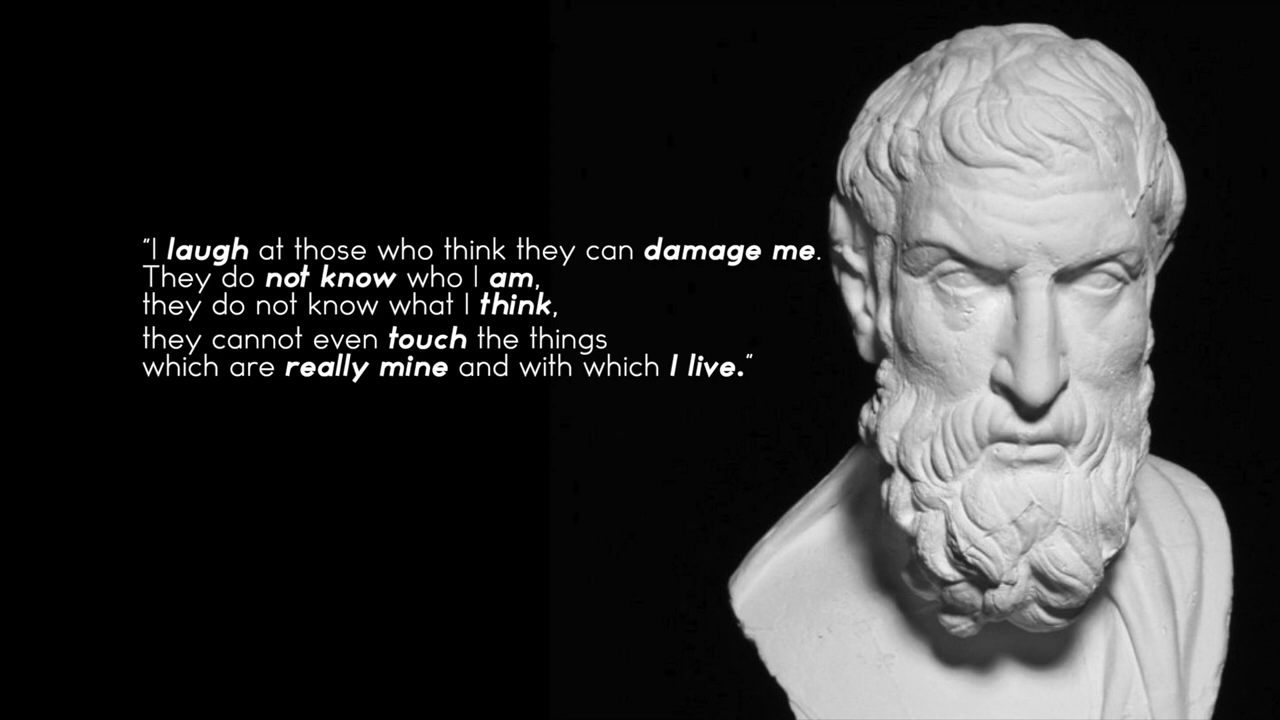 "I laugh at those who think they can damage me.
They do not know who I am,
they do not know what I think,
they cannot even touch the things
which are really mine and with which I live."